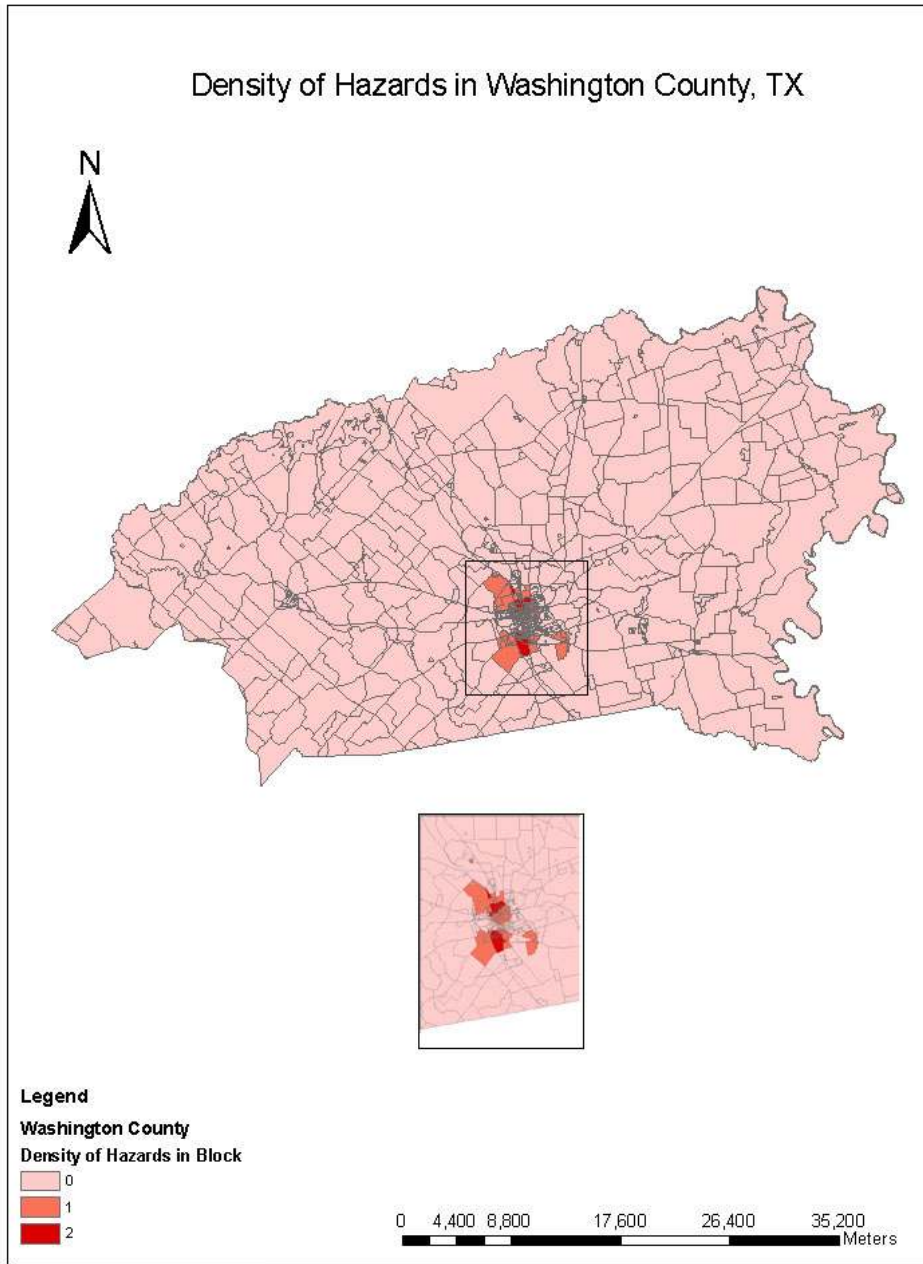 Density of Hazards in Washington County, TX
N
Legend
Washington County
Density of Hazards in Block
0
1
2
0 4,400 8,800 17,600 26,400 35,200
Meters